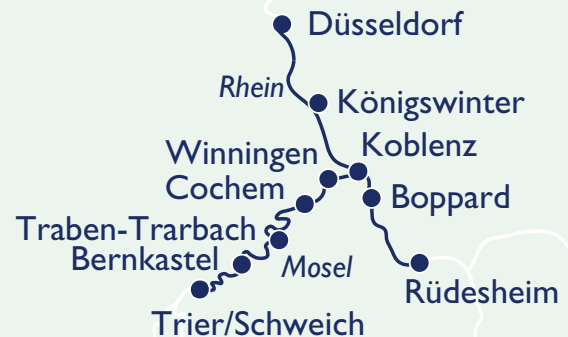 Düsseldorf
Rhein
Königswinter
Koblenz
Winningen
Cochem
Boppard
Traben-Trarbach
Bernkastel
Mosel
Rüdesheim
Trier/Schweich